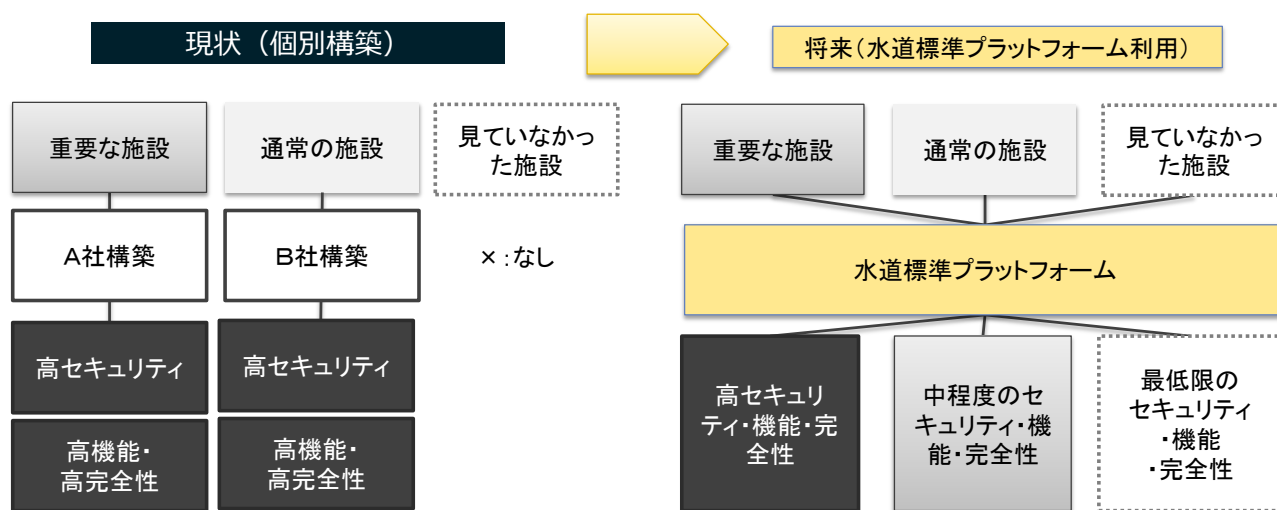 現状（個別構築）
将来（水道標準プラットフォーム利用）
重要な施設
通常の施設
見ていなかっ
た施設
A社構築
B社構築
×：なし
高セキュリティ
高セキュリティ
高機能・
高完全性
高機能・
高完全性
重要な施設
通常の施設
見ていなかっ
た施設
水道標準プラットフォーム
高セキュリ
ティ・機能・完
全性
中程度のセ
キュリティ・機
能・完全性
最低限の
セキュリティ
・機能
・完全性